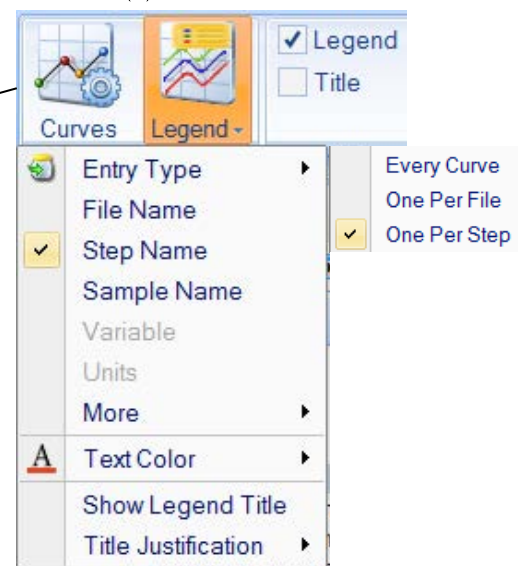 Legend
Title
Curves
Legend
Entry Type
Every Curve
File Name
One Per File
Step Name
One Per Step
Sample Name
Variable
Units
More
A
Text Color
Show Legend Title
Title Justification